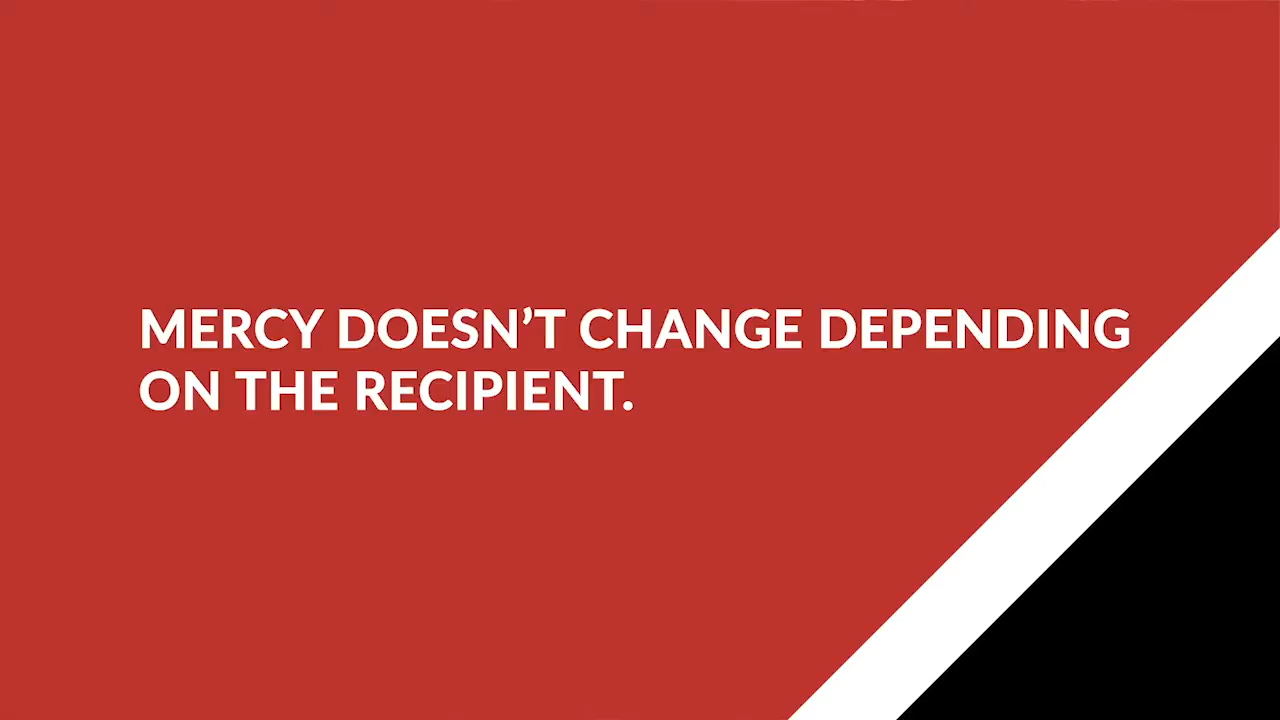 MERCY DOESN’T CHANGE DEPENDING
ON THE RECIPIENT.